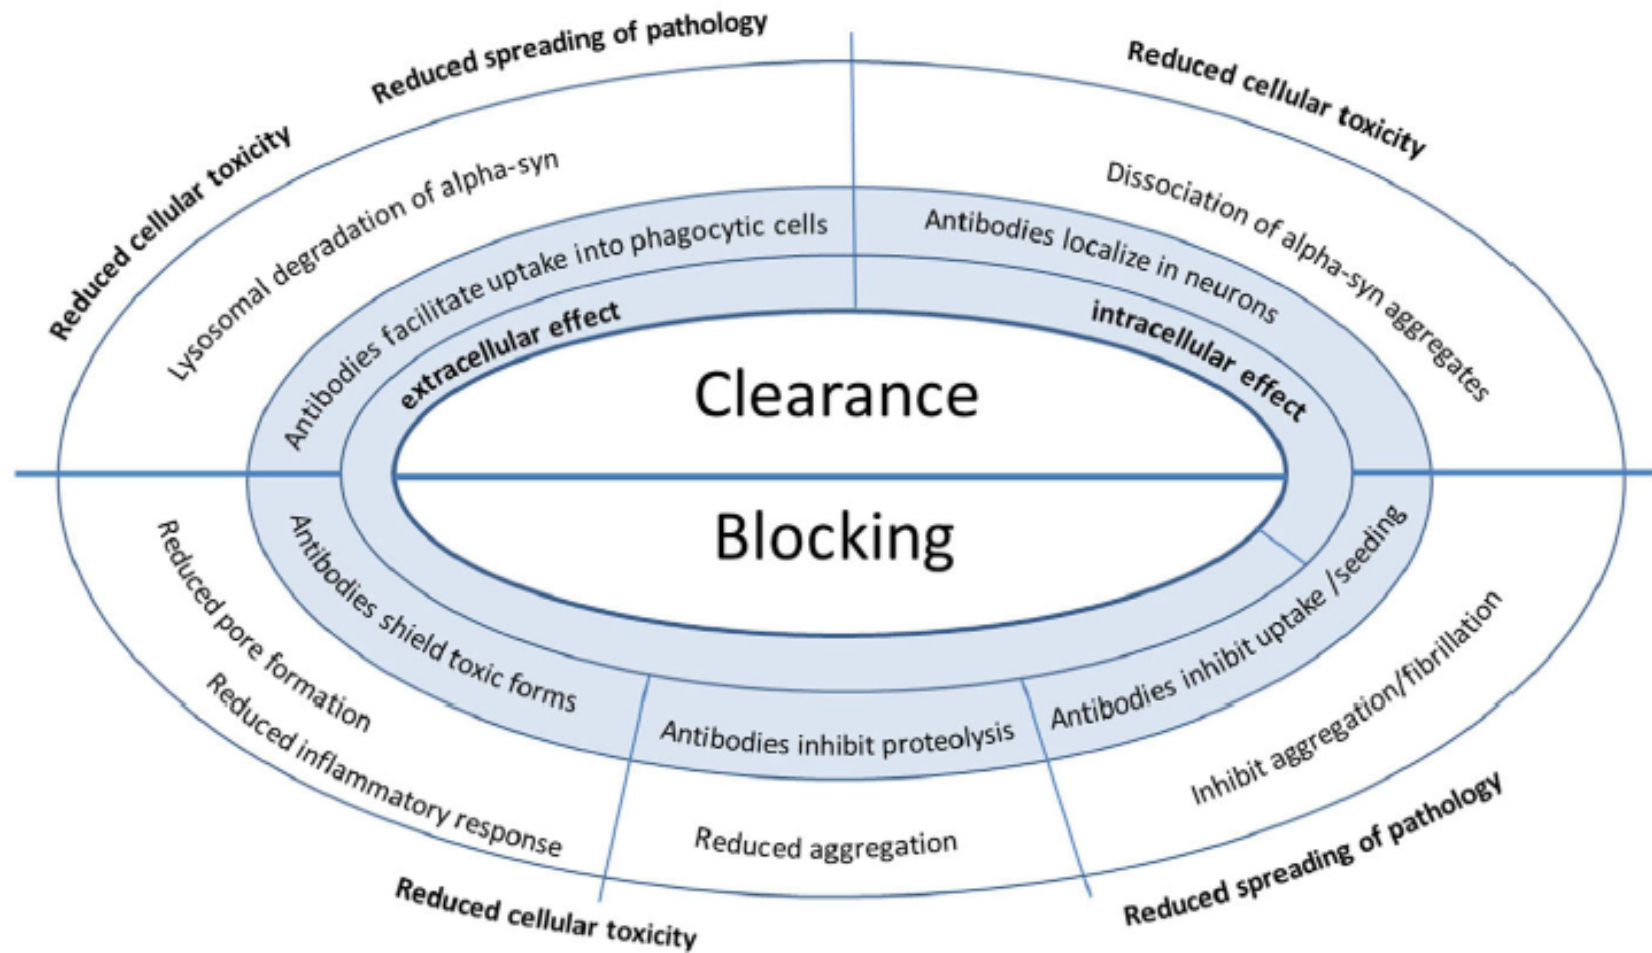 Reduced spreading of pathology
Reduced cellular toxicity
Reduced cellular toxicity
Lysosomal degradation of alpha-syn
Dissociation of alpha-syn aggregates
Antibodies facilitate uptake into phagocytic cells
Antibodies localize in neurons
extracellular effect
intracellular effect
Clearance
Blocking
Antibodies shield toxic forms
Antibodies inhibit proteolysis
Antibodies inhibit uptake /seeding
Reduced pore formation
Reduced inflammatory response
Reduced aggregation
Inhibit aggregation/fibrillation
Reduced cellular toxicity
Reduced spreading of pathology